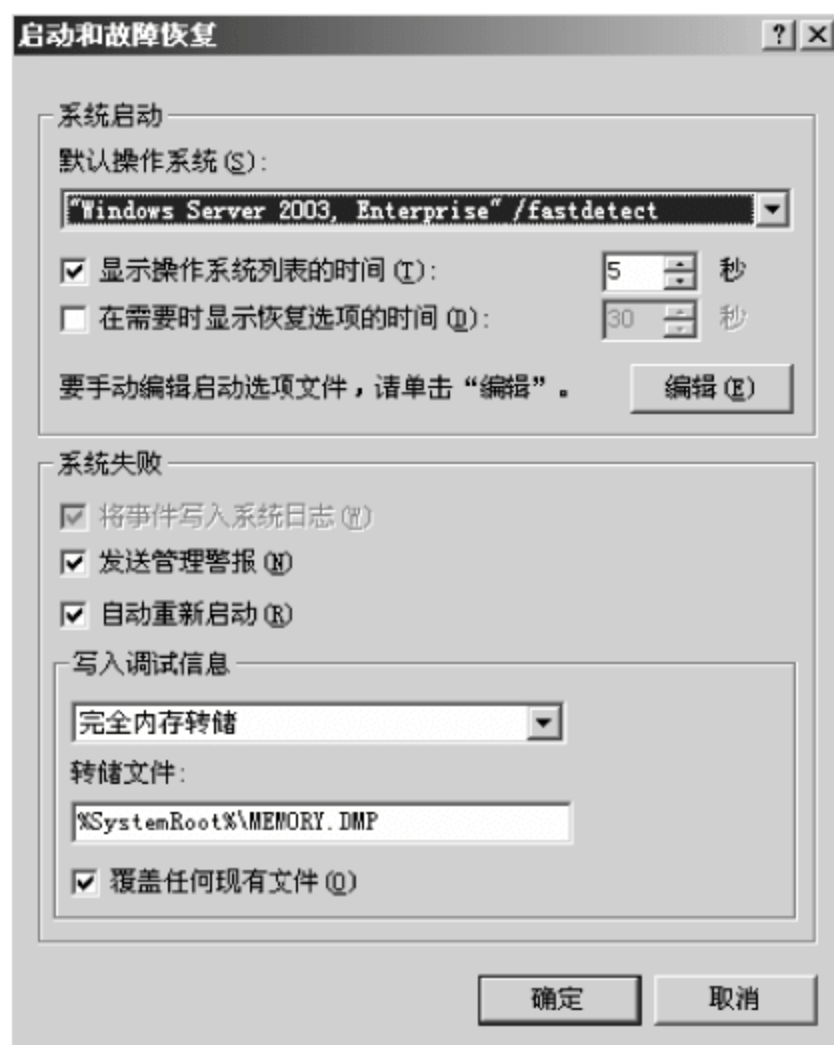 启动和故障恢复
系统启动
默认操作系统(S):
"Windows Server 2003, Enterprise" /fastdetect
显示操作系统列表的时间(T): 5 秒
在需要时显示恢复选项的时间(D): 30 秒
要手动编辑启动选项文件，请单击“编辑”。 编辑(E)
系统失败
将事件写入系统日志(W)
发送管理警报(N)
自动重新启动(R)
写入调试信息
完全内存转储
转储文件:
%SystemRoot%\MEMORY.DMP
覆盖任何现有文件(O)
确定 取消